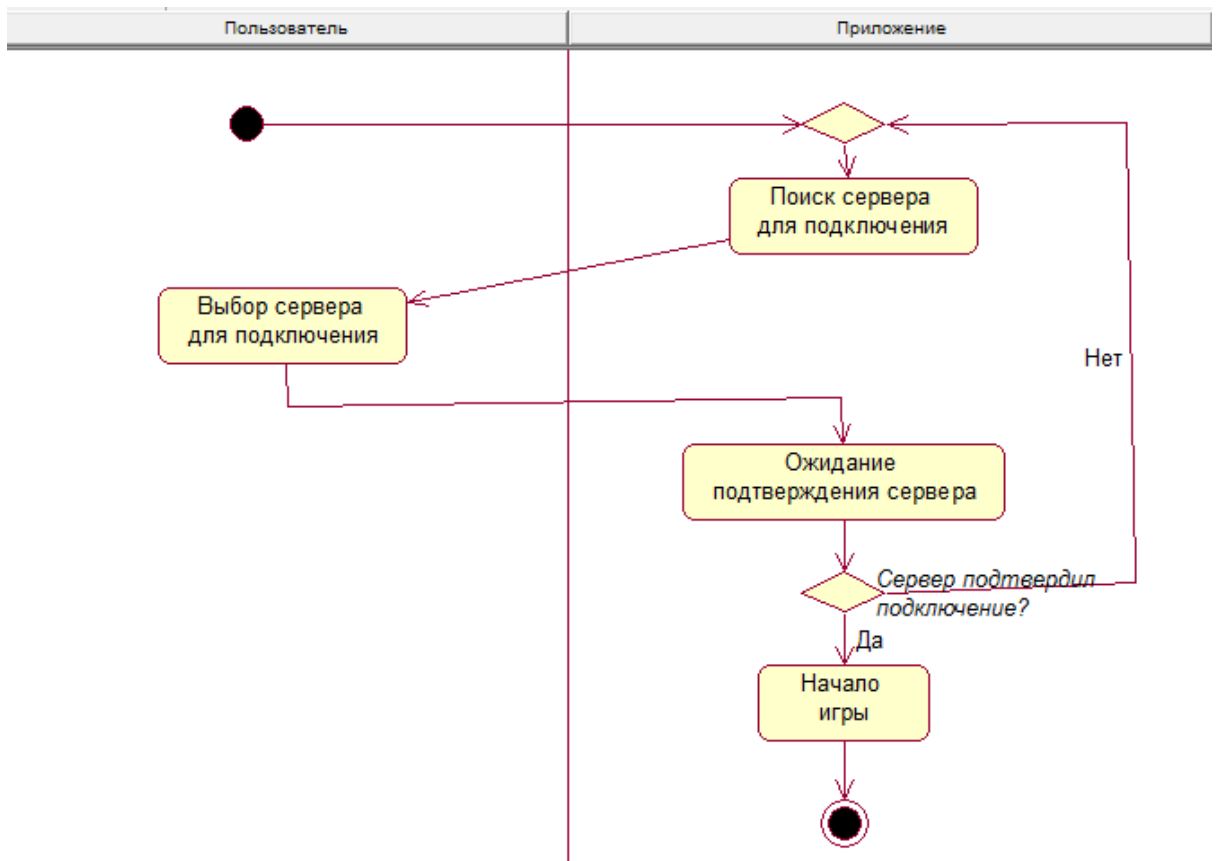 Пользователь
Приложение
Поиск сервера
для подключения
Выбор сервера
для подключения
Нет
Ожидание
подтверждения сервера
Сервер подтвердил
подключение?
Да
Начало
игры